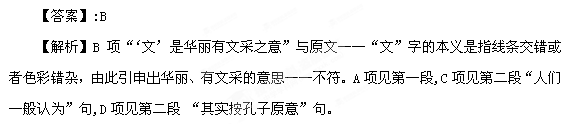 【答案】:B
【解析】B 项“‘文’是华丽有文采之意”与原文——“文”字的本义是指线条交错或
者色彩错杂，由此引申出华丽、有文采的意思——不符。A 项见第一段,C 项见第二段“人们
一般认为”句,D 项见第二段 “其实按孔子原意”句。